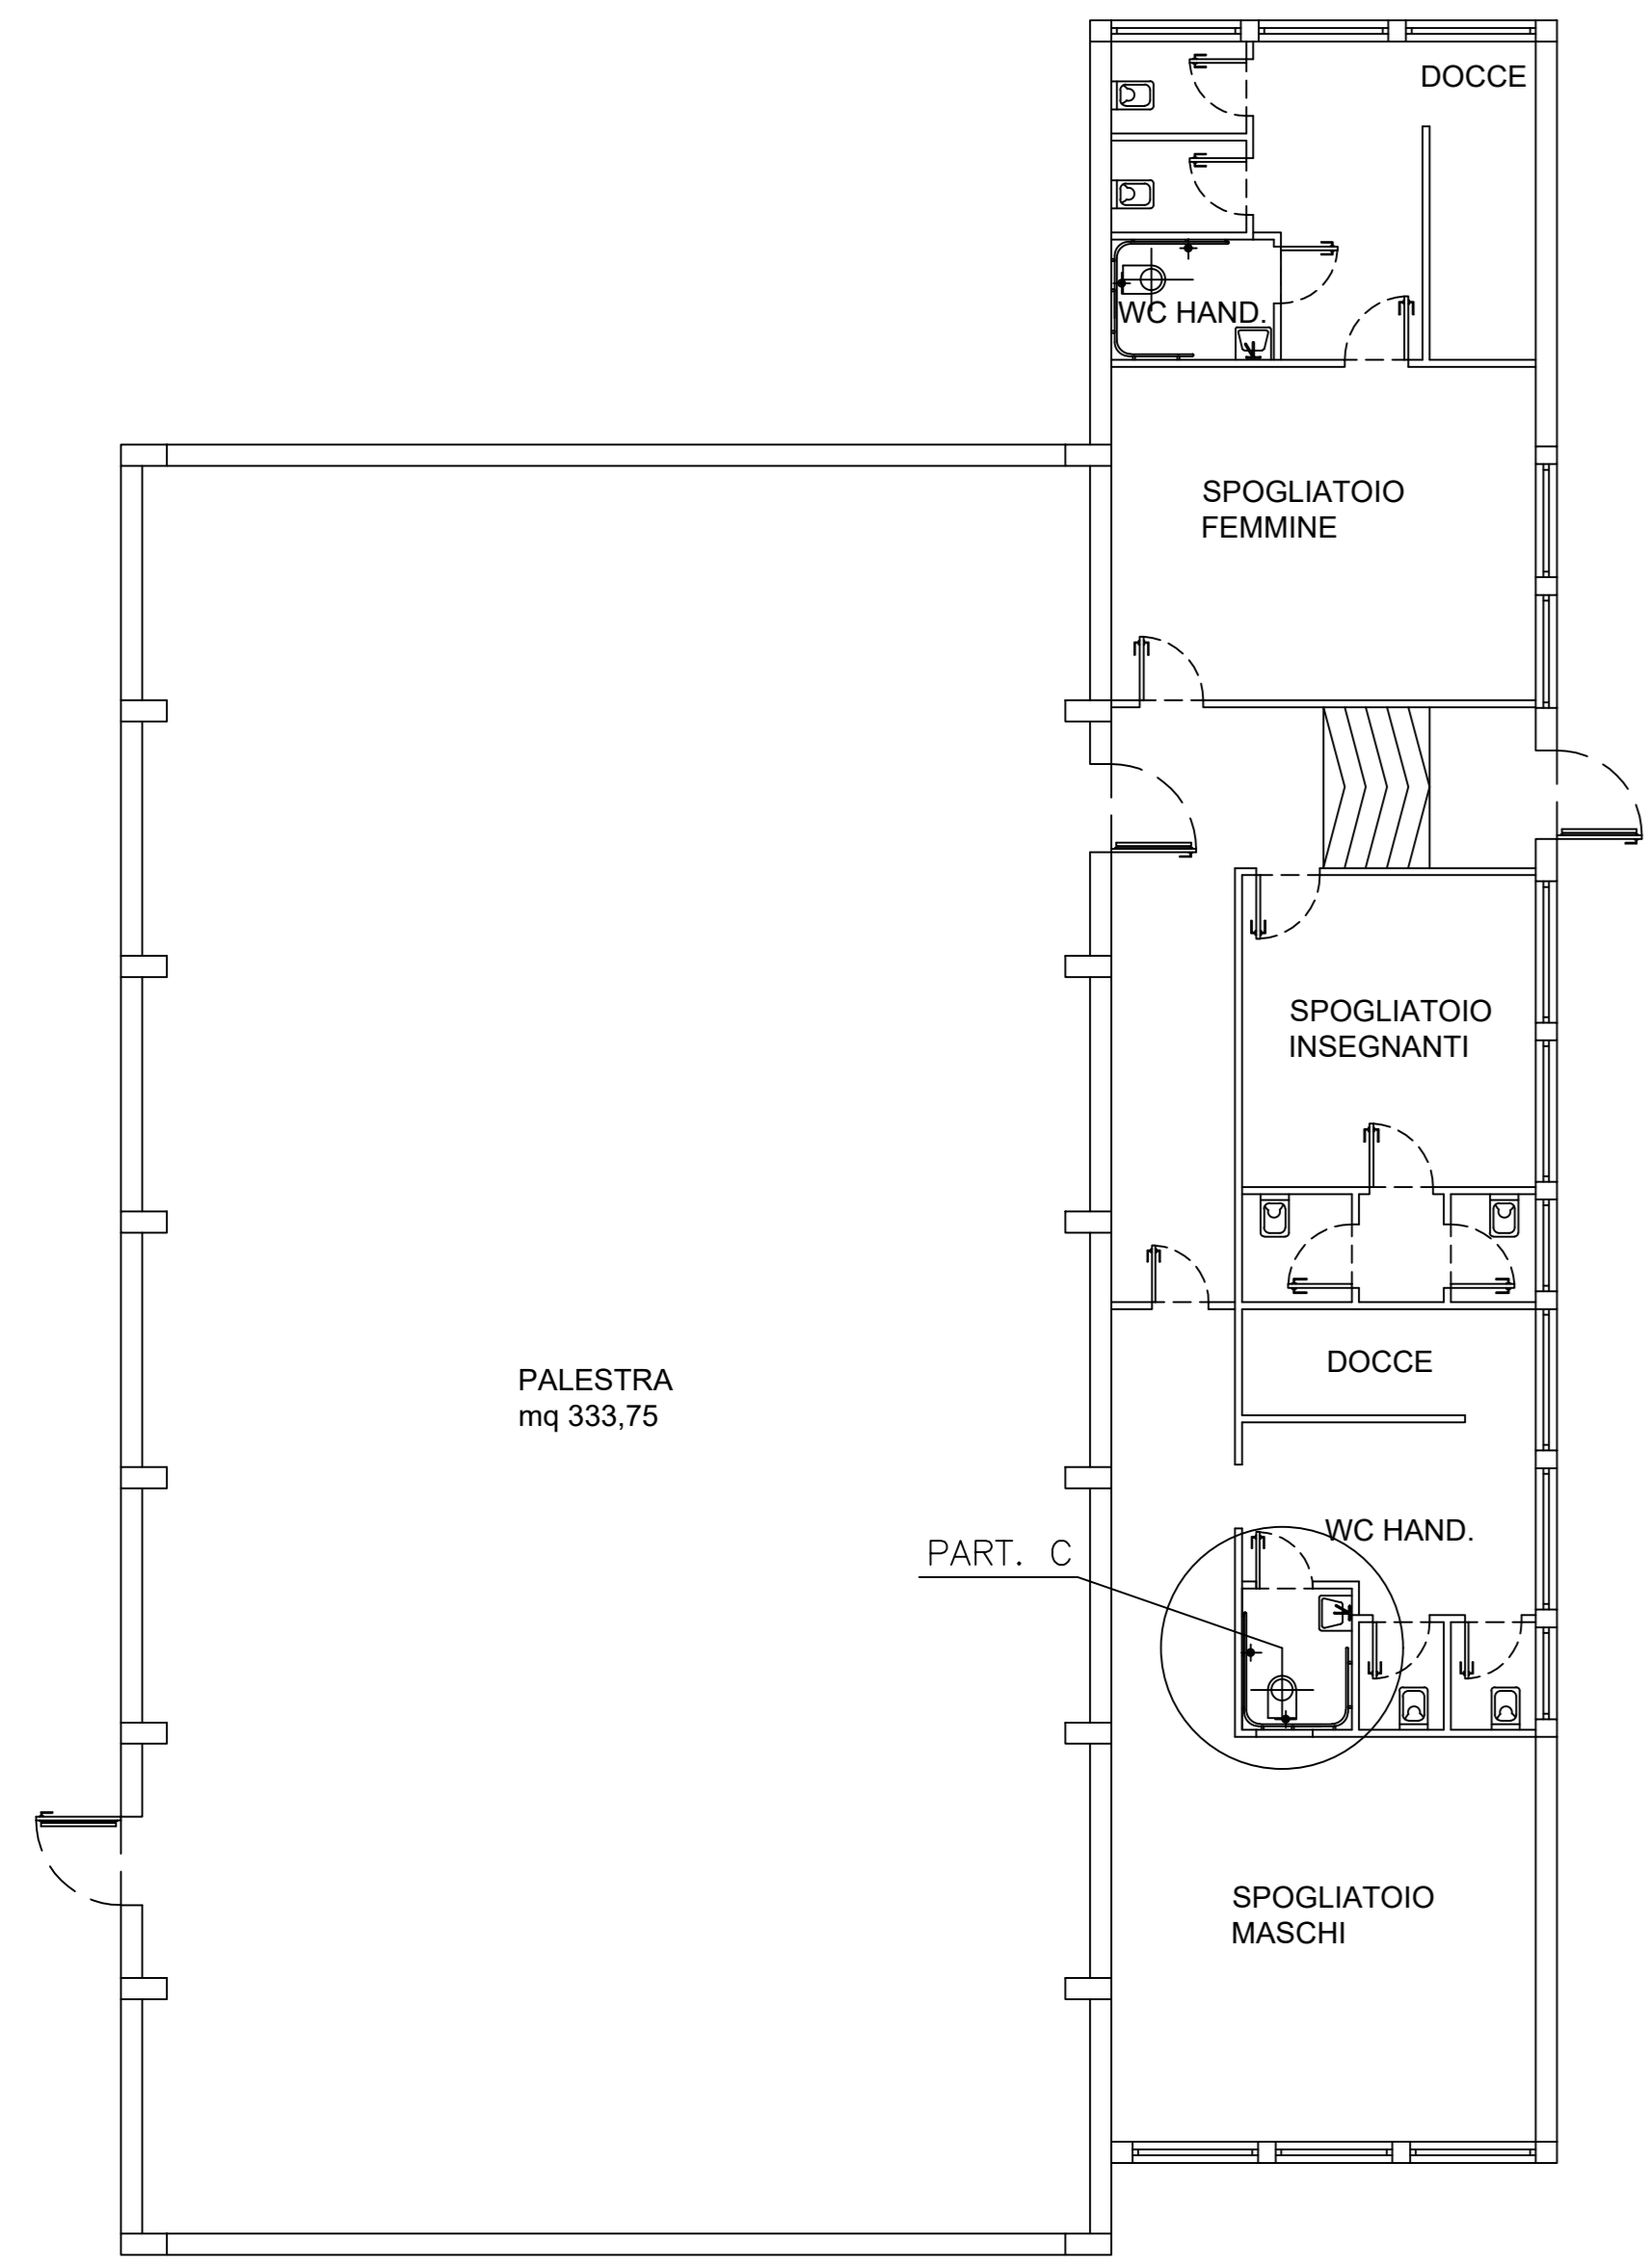 DOCCE
WC HAND.
SPOGLIATOIO
FEMMINE
SPOGLIATOIO
INSEGNANTI
DOCCE
PALESTRA
mq 333,75
WC HAND.
PART. C
SPOGLIATOIO
MASCHI